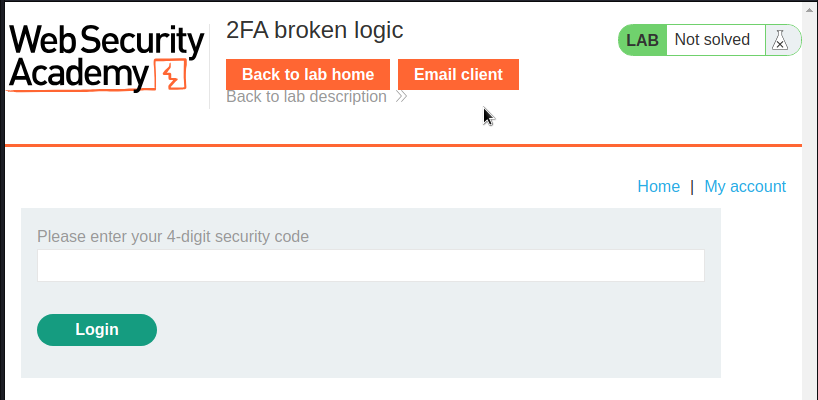 Web Security
Academy
2FA broken logic
LAB Not solved
Back to lab home Email client
Back to lab description
Home | My account
Please enter your 4-digit security code
Login